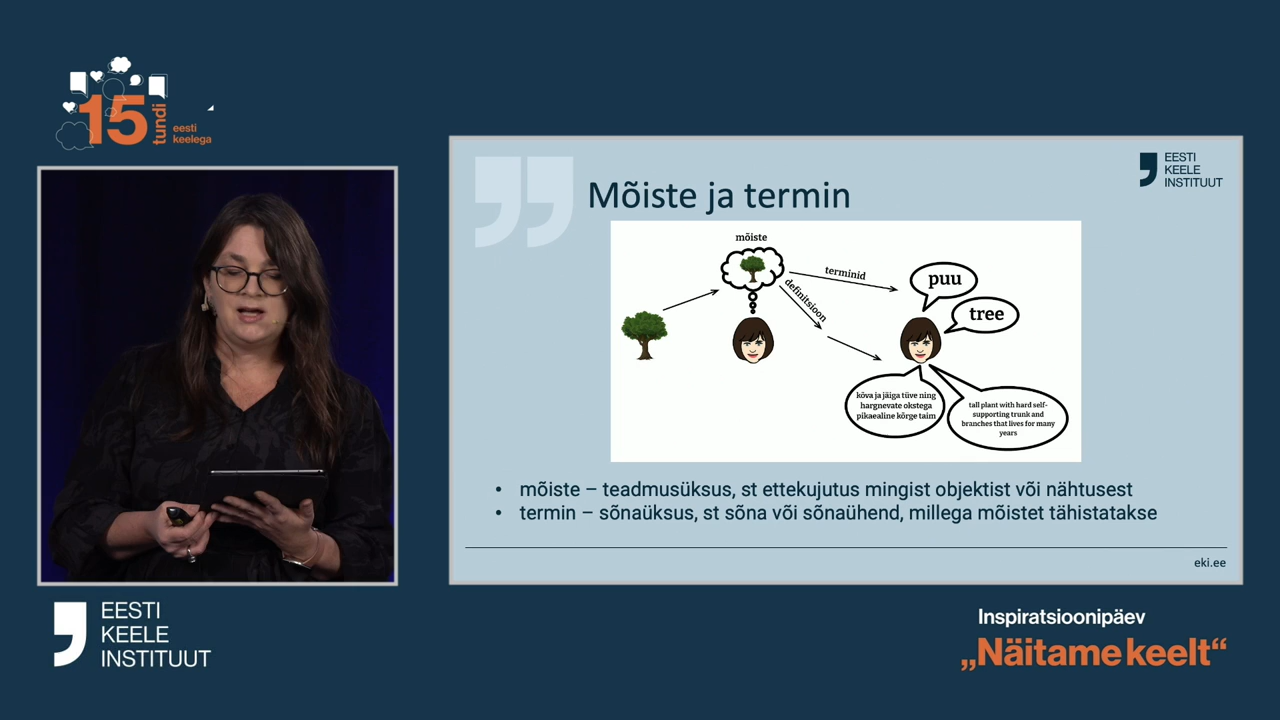 15
tundi
eesti
keelega
EESTI
KEELE
INSTITUUT
Mõiste ja termin
mõiste
terminid
definitsioon
puu
tree
kõva ja jäiga tüve ning
hargnevate okstega
pikaealine kõrge taim
tall plant with hard self-
supporting trunk and
branches that lives for many
years
• mõiste – teadmusüksus, st ettekujutus mingist objektist või nähtusest
• termin – sõnaüksus, st sõna või sõnaühend, millega mõistet tähistatakse
eki.ee
EESTI
KEELE
INSTITUUT
Inspiratsioonipäev
„Näitame keelt“